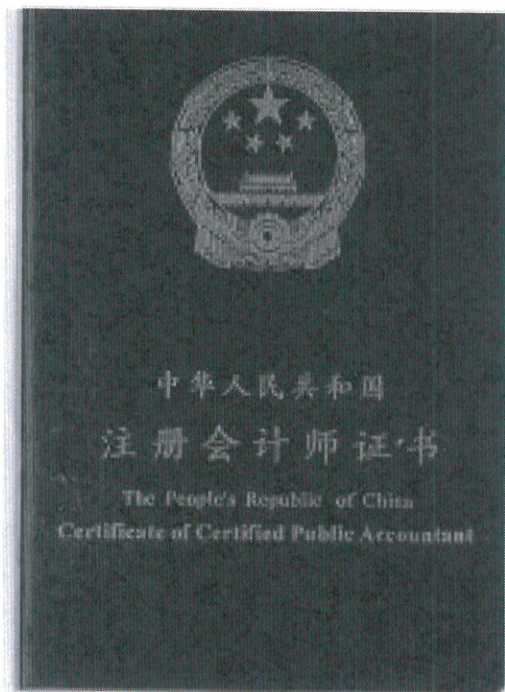 中华人民共和国
注册会计师证书
The People's Republic of China
Certificate of Certified Public Accountant